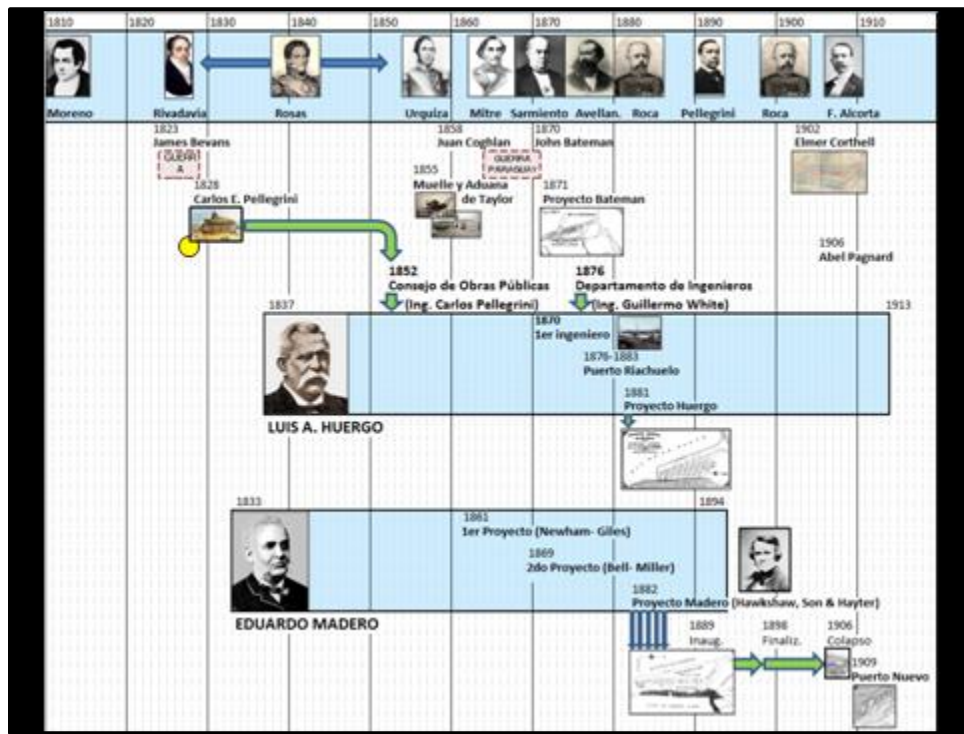 1810 1820 1830 1850 1860 1870 1880 1890 1900 1910
Moreno Rivadavia Rosas Urquiza Mitre Sarmiento Avellan. Roca Pellegrini Roca F. Alcorta
1823
James Bevans
GUERR
A
1828
Carlos E. Pellegrini
1858
Juan Coghlan
GUERRA
PARAGUAY
1870
John Bateman
1902
Elmer Corthell
1855
Muelle y Aduana
de Taylor
1871
Proyecto Bateman
1906
Abel Pagnard
1852
Consejo de Obras Públicas
(Ing. Carlos Pellegrini)
1876
Departamento de Ingenieros
(Ing. Guillermo White)
1837
1913
1870
1er ingeniero
1876-1883
Puerto Riachuelo
1881
Proyecto Huergo
LUIS A. HUERGO
1833
1894
1861
1er Proyecto (Newham- Giles)
1869
2do Proyecto (Bell- Miller)
1882
Proyecto Madero (Hawkshaw, Son & Hayter)
EDUARDO MADERO
1889
Inaug.
1898
Finaliz.
1906
Colapso
1909
Puerto Nuevo